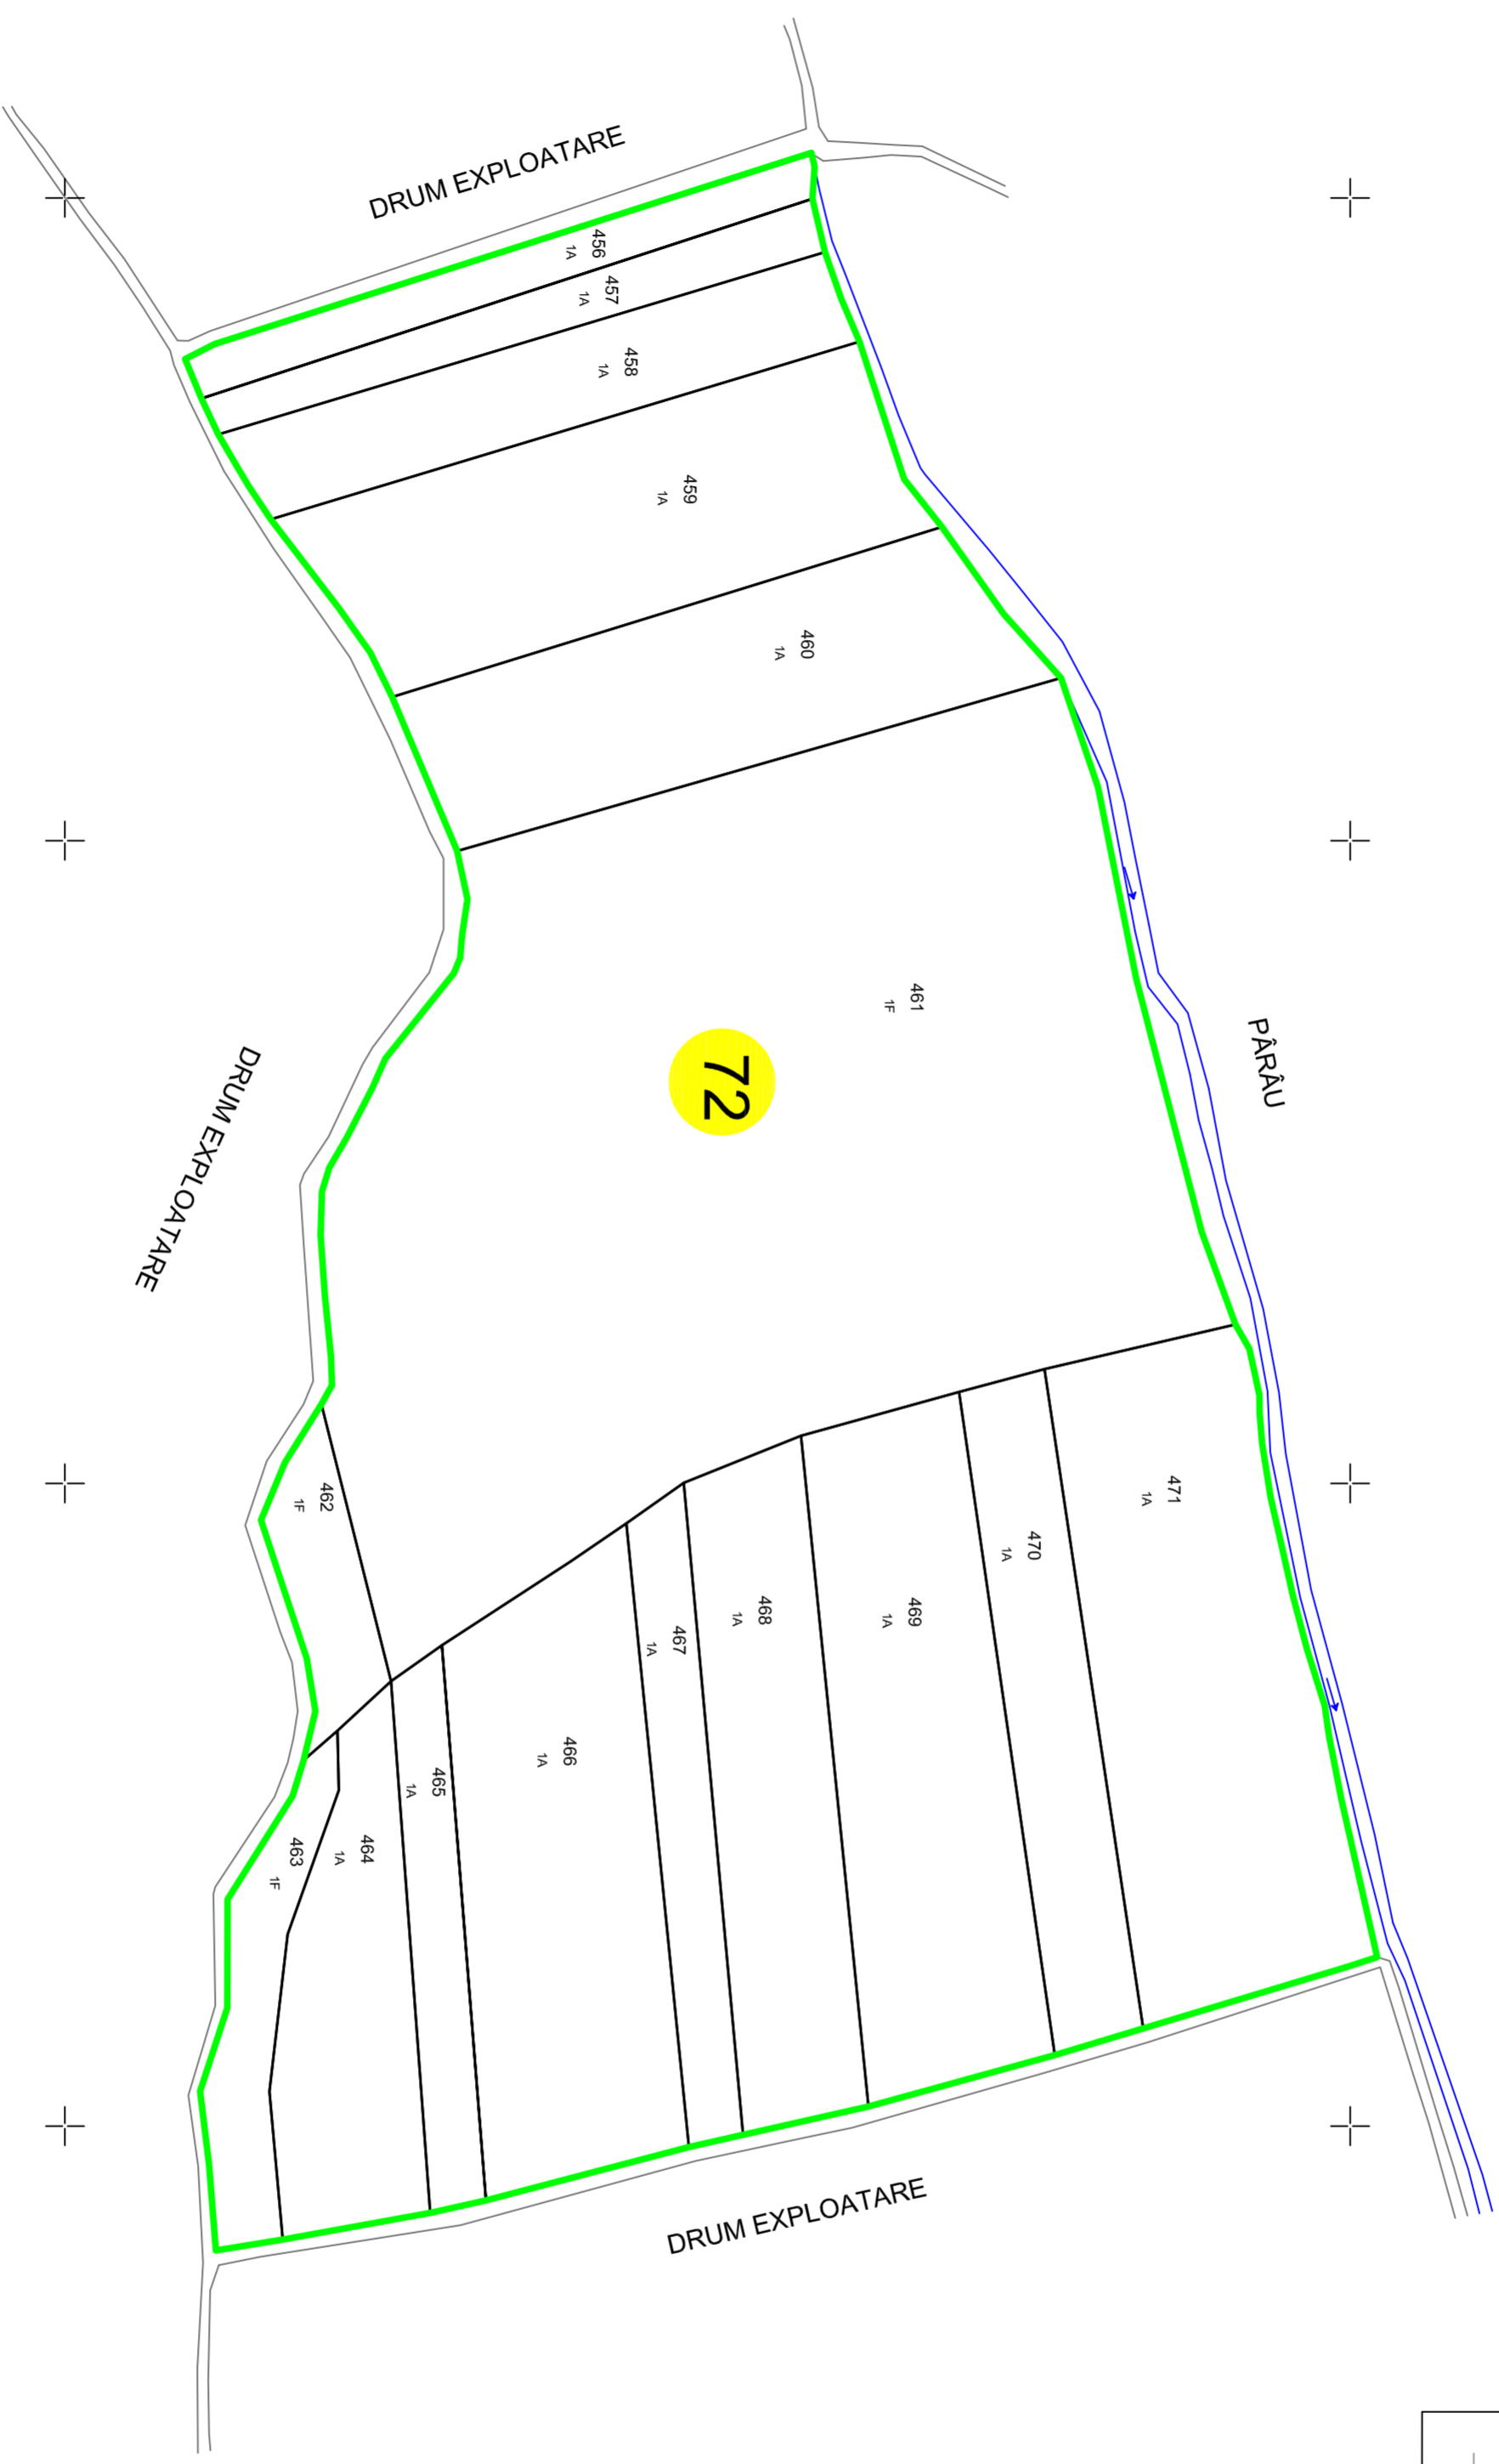 DRUM EXPLOATARE
456
1A
457
1A
458
1A
459
1A
460
1A
461
1F
72
PÂRÂU
DRUM EXPLOATARE
462
1F
471
1A
470
1A
469
1A
468
1A
467
1A
466
1A
465
1A
464
1A
463
1F
DRUM EXPLOATARE